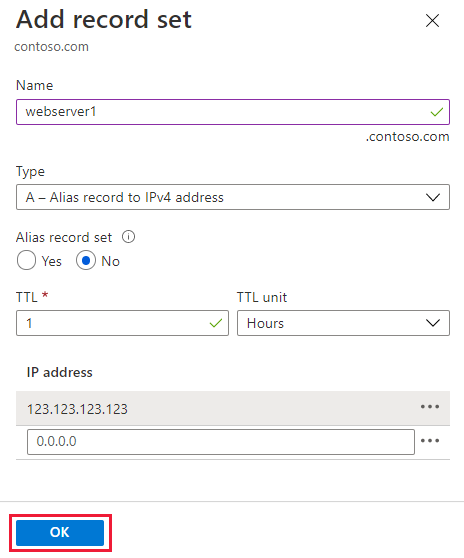 Add record set
contoso.com
Name
webserver1
.contoso.com
Type
A – Alias record to IPv4 address
Alias record set
Yes No
TTL * TTL unit
1 Hours
IP address
123.123.123.123
0.0.0.0
OK